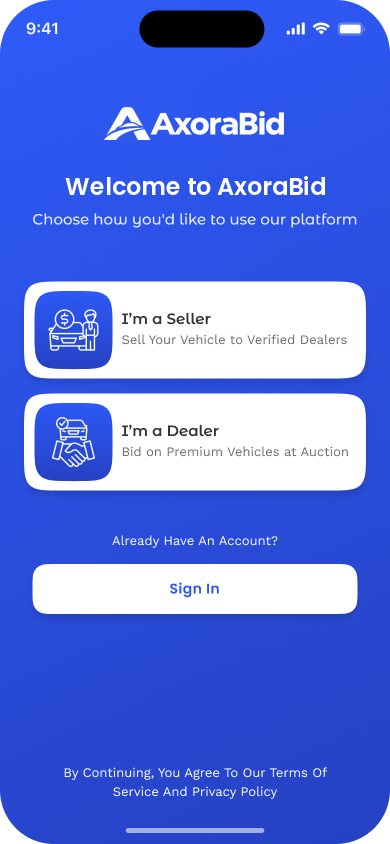 9:41
AxoraBid
Welcome to AxoraBid
Choose how you'd like to use our platform
$
I'm a Seller
Sell Your Vehicle to Verified Dealers
I'm a Dealer
Bid on Premium Vehicles at Auction
Already Have An Account?
Sign In
By Continuing, You Agree To Our Terms Of
Service And Privacy Policy